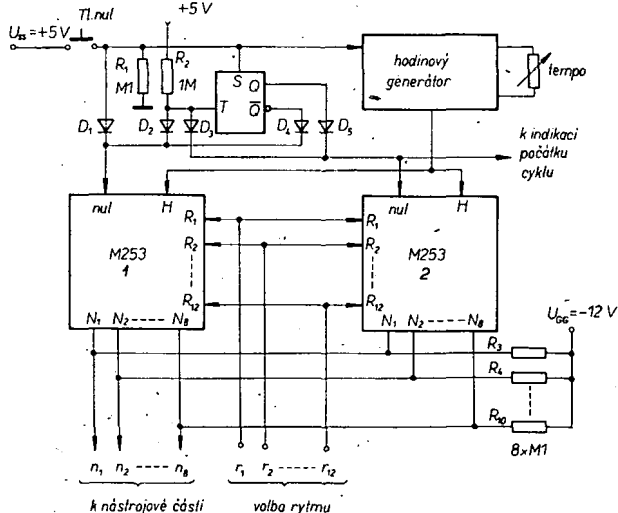 Tl.nul
+5 V
U_SS=+5V
R1
M1
R2
1M
S
Q
T
Q̅
hodinový
generátor
tempo
D1
D2
D3
D4
D5
k indikaci
počátku
cyklu
nul
H
R1
R2
R12
M253
1
N1 N2 ----- N8
nul
H
R1
R2
R12
M253
2
N1 N2 ----- N8
U_GG=-12 V
R3
R4
R10
8×M1
n1 n2 ----- n8
r1 r2 ------ r12
k nástrojové části
volba rytmu